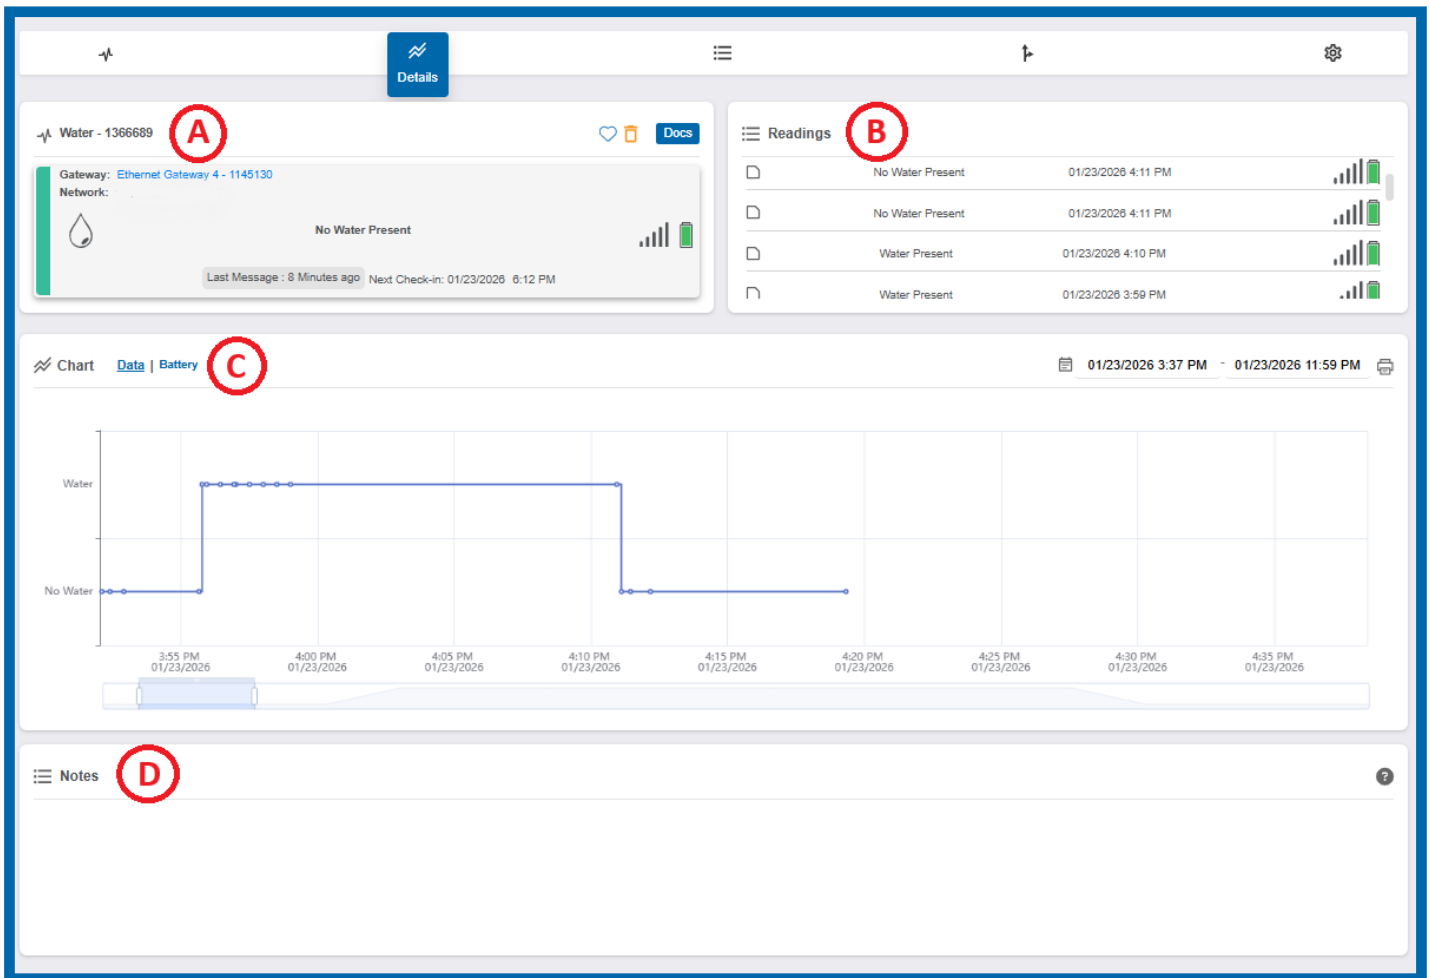 Details
Water - 1366689
A
Docs
Gateway: Ethernet Gateway 4 - 1145130
Network:
No Water Present
Last Message : 8 Minutes ago Next Check-in: 01/23/2026 6:12 PM
Readings
B
No Water Present 01/23/2026 4:11 PM
No Water Present 01/23/2026 4:11 PM
Water Present 01/23/2026 4:10 PM
Water Present 01/23/2026 3:59 PM
Chart Data | Battery
C
01/23/2026 3:37 PM - 01/23/2026 11:59 PM
Water
No Water
3:55 PM 4:00 PM 4:05 PM 4:10 PM 4:15 PM 4:20 PM 4:25 PM 4:30 PM 4:35 PM
01/23/2026 01/23/2026 01/23/2026 01/23/2026 01/23/2026 01/23/2026 01/23/2026 01/23/2026 01/23/2026
Notes
D
?